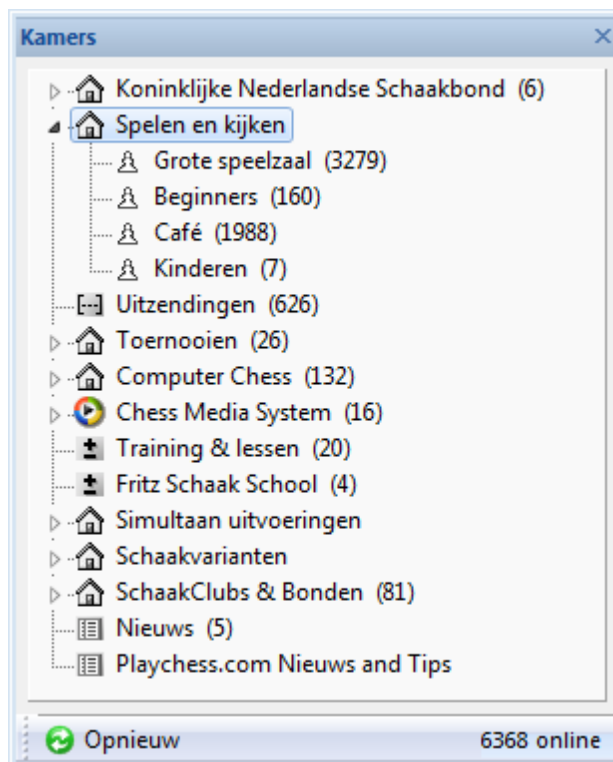 Kamers
Koninklijke Nederlandse Schaakbond (6)
Spelen en kijken
Grote speelzaal (3279)
Beginners (160)
Café (1988)
Kinderen (7)
Uitzendingen (626)
Toernooien (26)
Computer Chess (132)
Chess Media System (16)
Training & lessen (20)
Fritz Schaak School (4)
Simultaan uitvoeringen
Schaakvarianten
SchaakClubs & Bonden (81)
Nieuws (5)
Playchess.com Nieuws and Tips
Opnieuw 6368 online